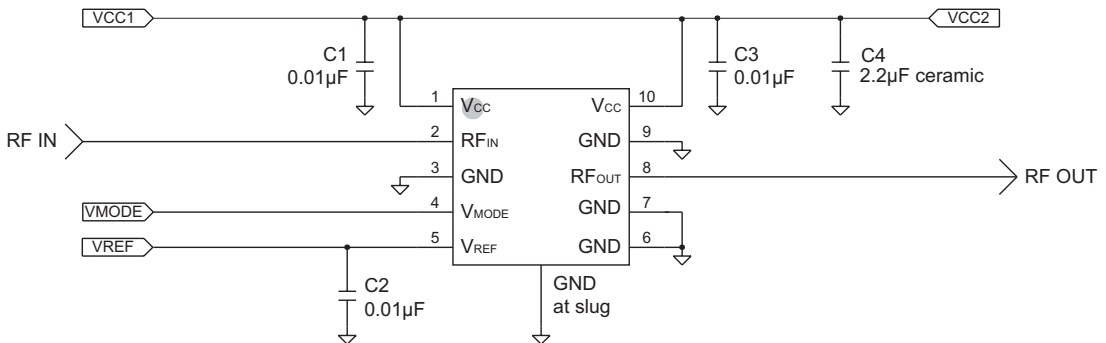 VCC1
VCC2
C1
0.01µF
C3
0.01µF
C4
2.2µF ceramic
1
VCC
VCC
10
RF IN
2
RFIN
GND
9
3
GND
RFOUT
8
RF OUT
VMODE
4
VMODE
GND
7
VREF
5
VREF
GND
6
C2
0.01µF
GND
at slug